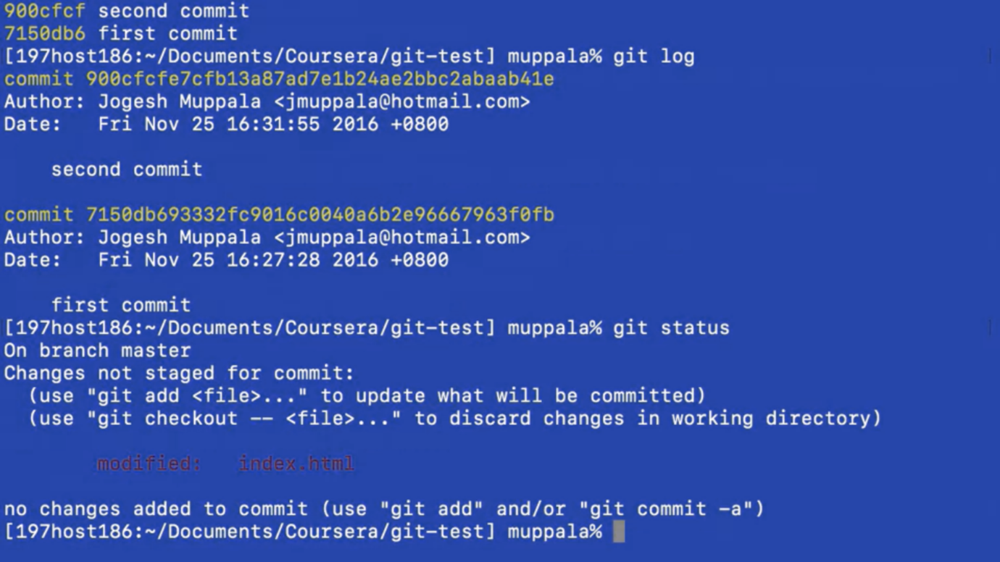 900cfcf second commit
7150db6 first commit
[197host186:~/Documents/Coursera/git-test] muppala% git log
commit 900cfcfe7cfb13a87ad7e1b24ae2bbc2abaab41e
Author: Jogesh Muppala <jmuppala@hotmail.com>
Date:   Fri Nov 25 16:31:55 2016 +0800
    second commit
commit 7150db693332fc9016c0040a6b2e96667963f0fb
Author: Jogesh Muppala <jmuppala@hotmail.com>
Date:   Fri Nov 25 16:27:28 2016 +0800
    first commit
[197host186:~/Documents/Coursera/git-test] muppala% git status
On branch master
Changes not staged for commit:
  (use "git add <file>..." to update what will be committed)
  (use "git checkout -- <file>..." to discard changes in working directory)
        modified:   index.html
no changes added to commit (use "git add" and/or "git commit -a")
[197host186:~/Documents/Coursera/git-test] muppala%